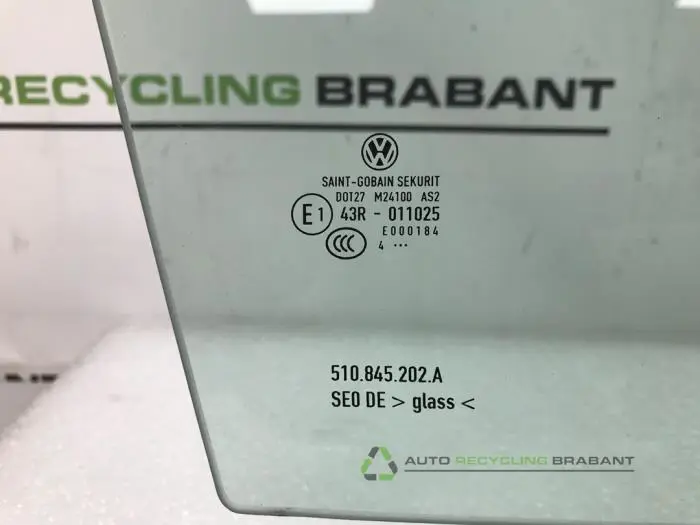 RECYCLING BRABANT
SAINT-GOBAIN SEKURIT
DOT27 M24100 AS2
E1 43R - 011025
E000184
CCC 4 ...
510.845.202.A
SEO DE > glass <
AUTO RECYCLING BRABANT